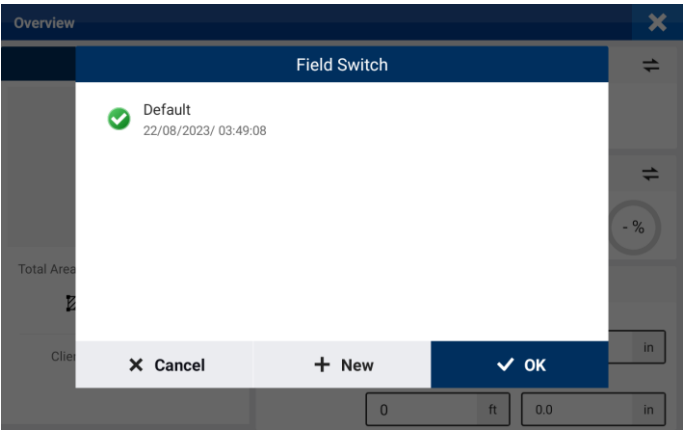 Overview
Field Switch
Default
22/08/2023/ 03:49:08
- %
Total Area
Clie
in
Cancel
New
OK
0
ft
0.0
in